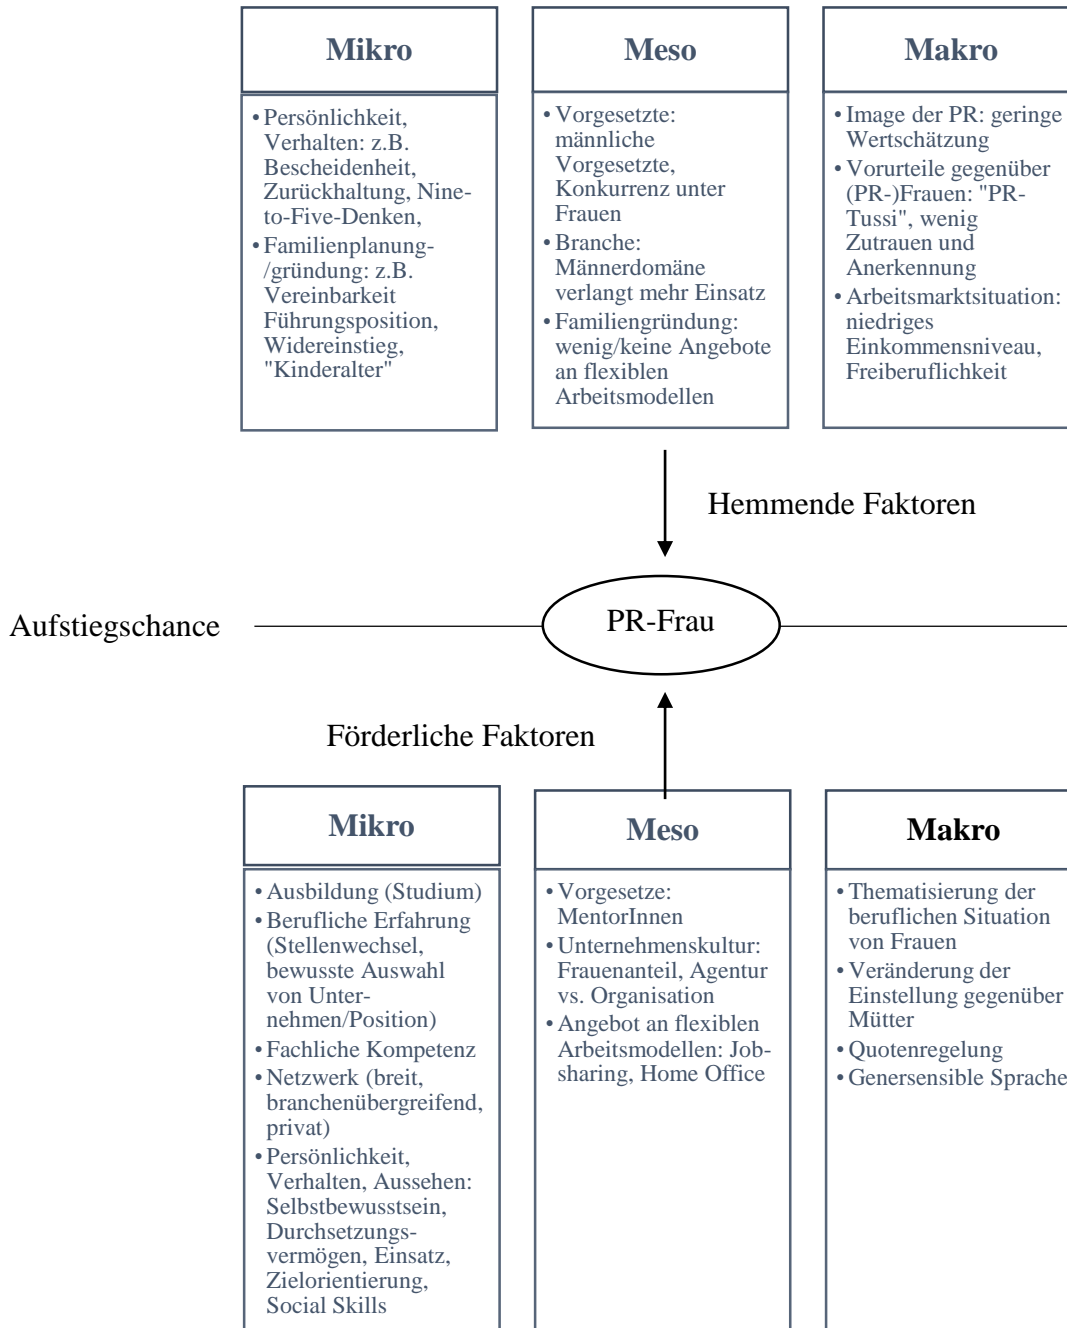 Mikro
• Persönlichkeit,
Verhalten: z.B.
Bescheidenheit,
Zurückhaltung, Nine-
to-Five-Denken,
• Familienplanung-
/gründung: z.B.
Vereinbarkeit
Führungsposition,
Widereinstieg,
"Kinderalter"
Meso
• Vorgesetzte:
männliche
Vorgesetzte,
Konkurrenz unter
Frauen
• Branche:
Männerdomäne
verlangt mehr Einsatz
• Familiengründung:
wenig/keine Angebote
an flexiblen
Arbeitsmodellen
Makro
• Image der PR: geringe
Wertschätzung
• Vorurteile gegenüber
(PR-)Frauen: "PR-
Tussi", wenig
Zutrauen und
Anerkennung
• Arbeitsmarktsituation:
niedriges
Einkommensniveau,
Freiberuflichkeit
Hemmende Faktoren
Aufstiegschance
PR-Frau
Förderliche Faktoren
Mikro
• Ausbildung (Studium)
• Berufliche Erfahrung
(Stellenwechsel,
bewusste Auswahl
von Unter-
nehmen/Position)
• Fachliche Kompetenz
• Netzwerk (breit,
branchenübergreifend,
privat)
• Persönlichkeit,
Verhalten, Aussehen:
Selbstbewusstsein,
Durchsetzungs-
vermögen, Einsatz,
Zielorientierung,
Social Skills
Meso
• Vorgesetze:
MentorInnen
• Unternehmenskultur:
Frauenanteil, Agentur
vs. Organisation
• Angebot an flexiblen
Arbeitsmodellen: Job-
sharing, Home Office
Makro
• Thematisierung der
beruflichen Situation
von Frauen
• Veränderung der
Einstellung gegenüber
Mütter
• Quotenregelung
• Genersensible Sprache